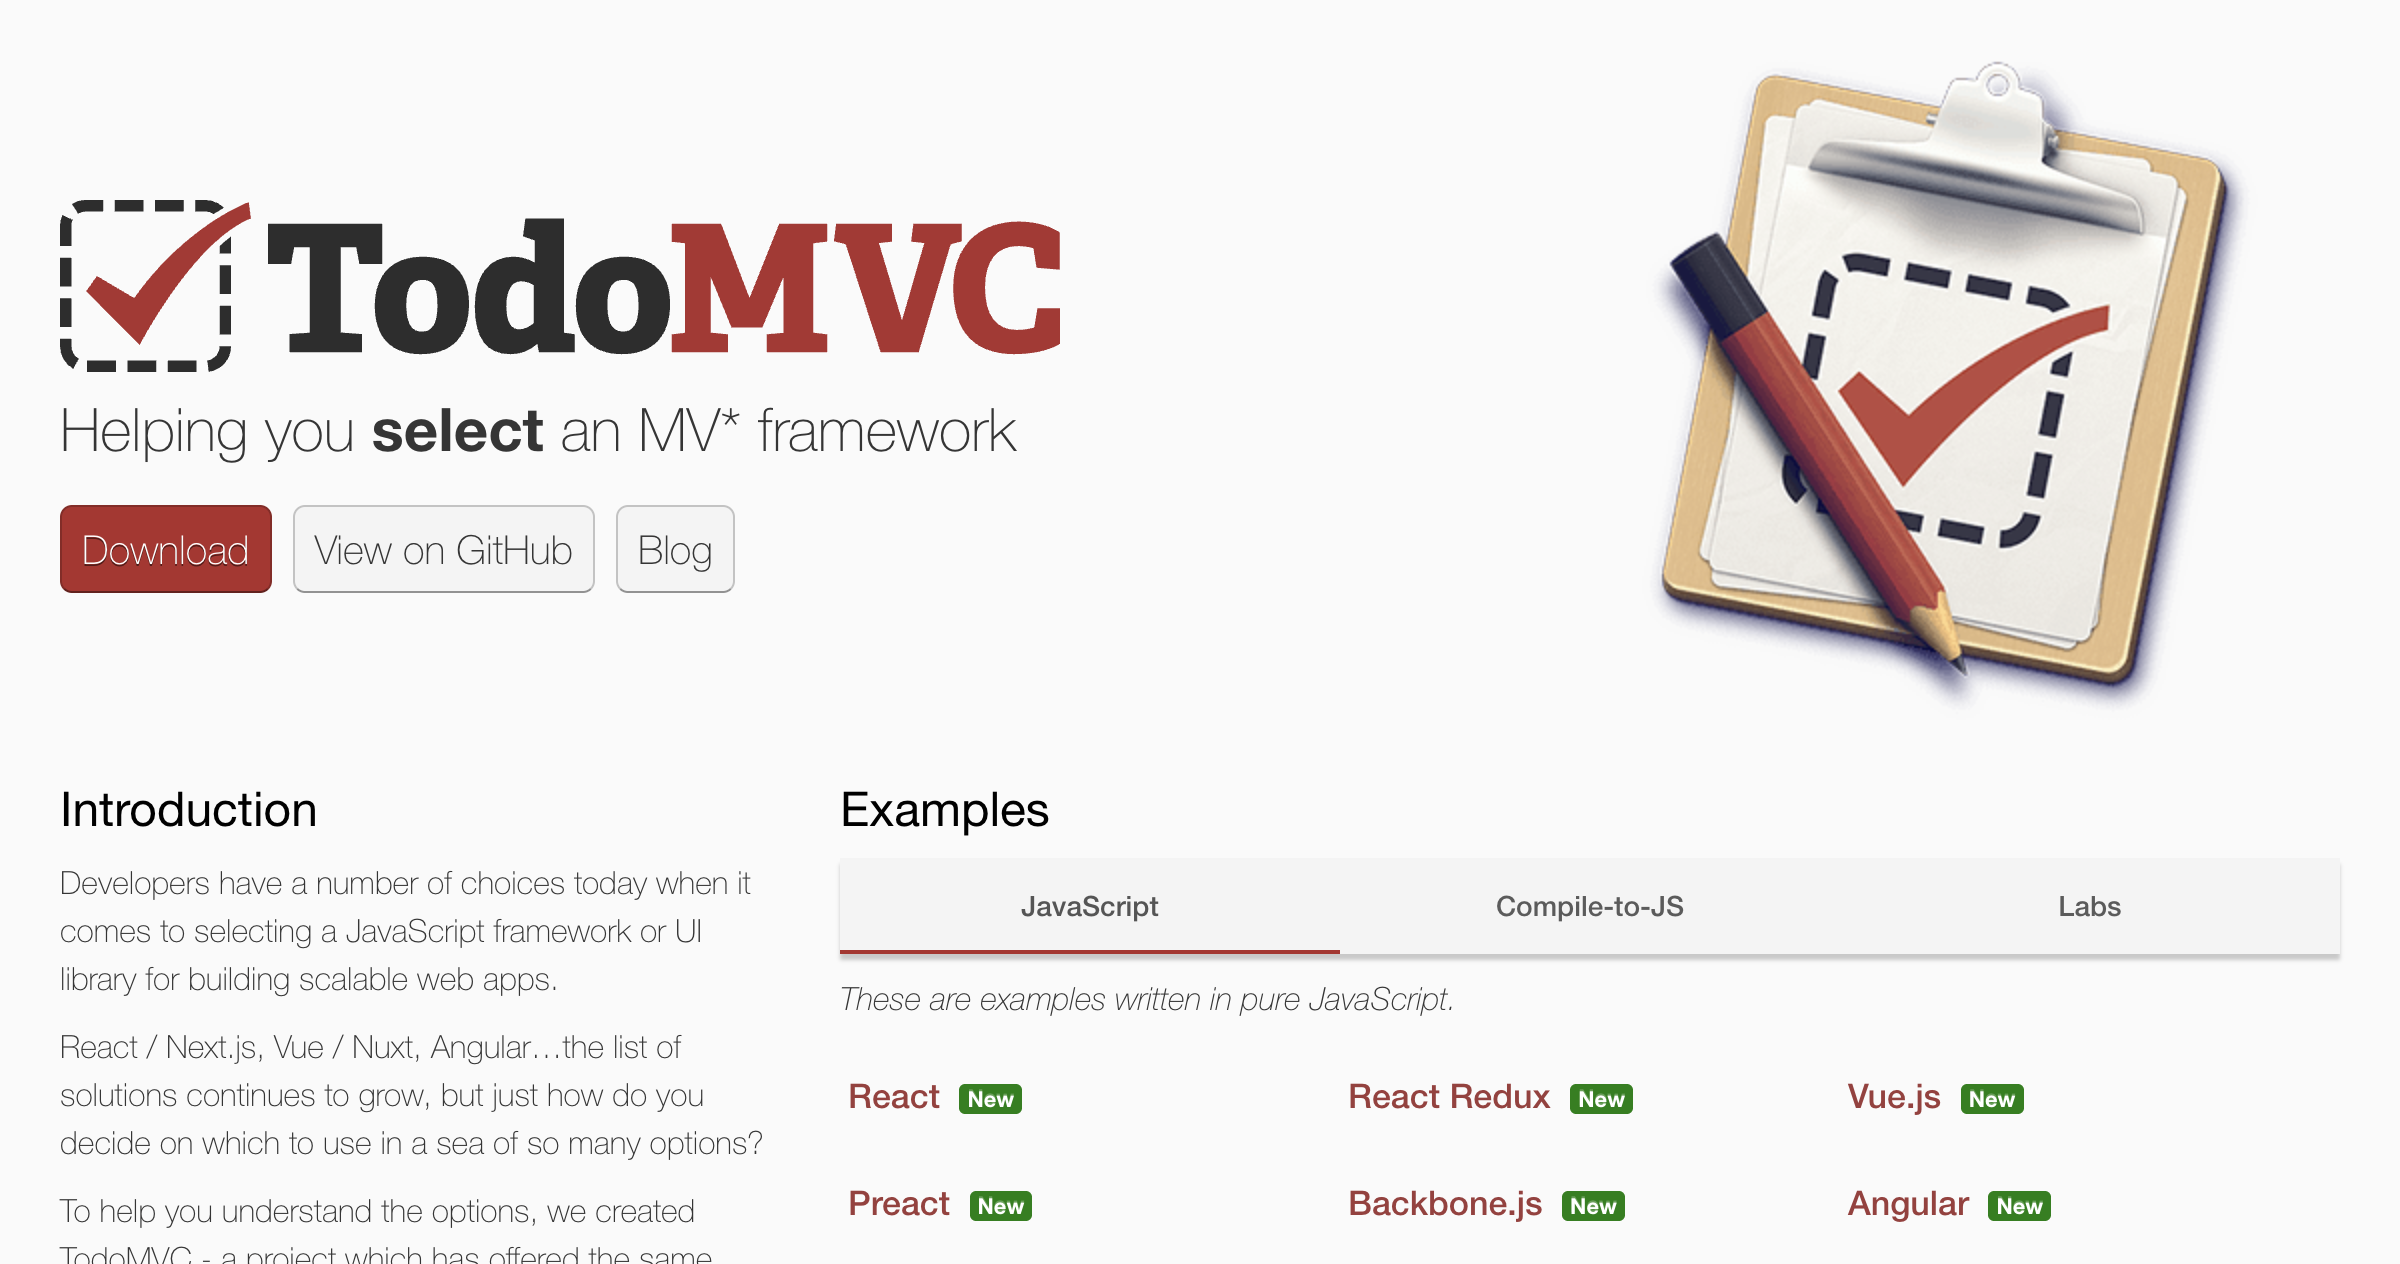 TodoMVC
Helping you select an MV* framework
Download
View on GitHub
Blog
Introduction
Developers have a number of choices today when it
comes to selecting a JavaScript framework or UI
library for building scalable web apps.
React / Next.js, Vue / Nuxt, Angular…the list of
solutions continues to grow, but just how do you
decide on which to use in a sea of so many options?
To help you understand the options, we created
TodoMVC - a project which has offered the same
Examples
JavaScript
Compile-to-JS
Labs
These are examples written in pure JavaScript.
React New
React Redux New
Vue.js New
Preact New
Backbone.js New
Angular New